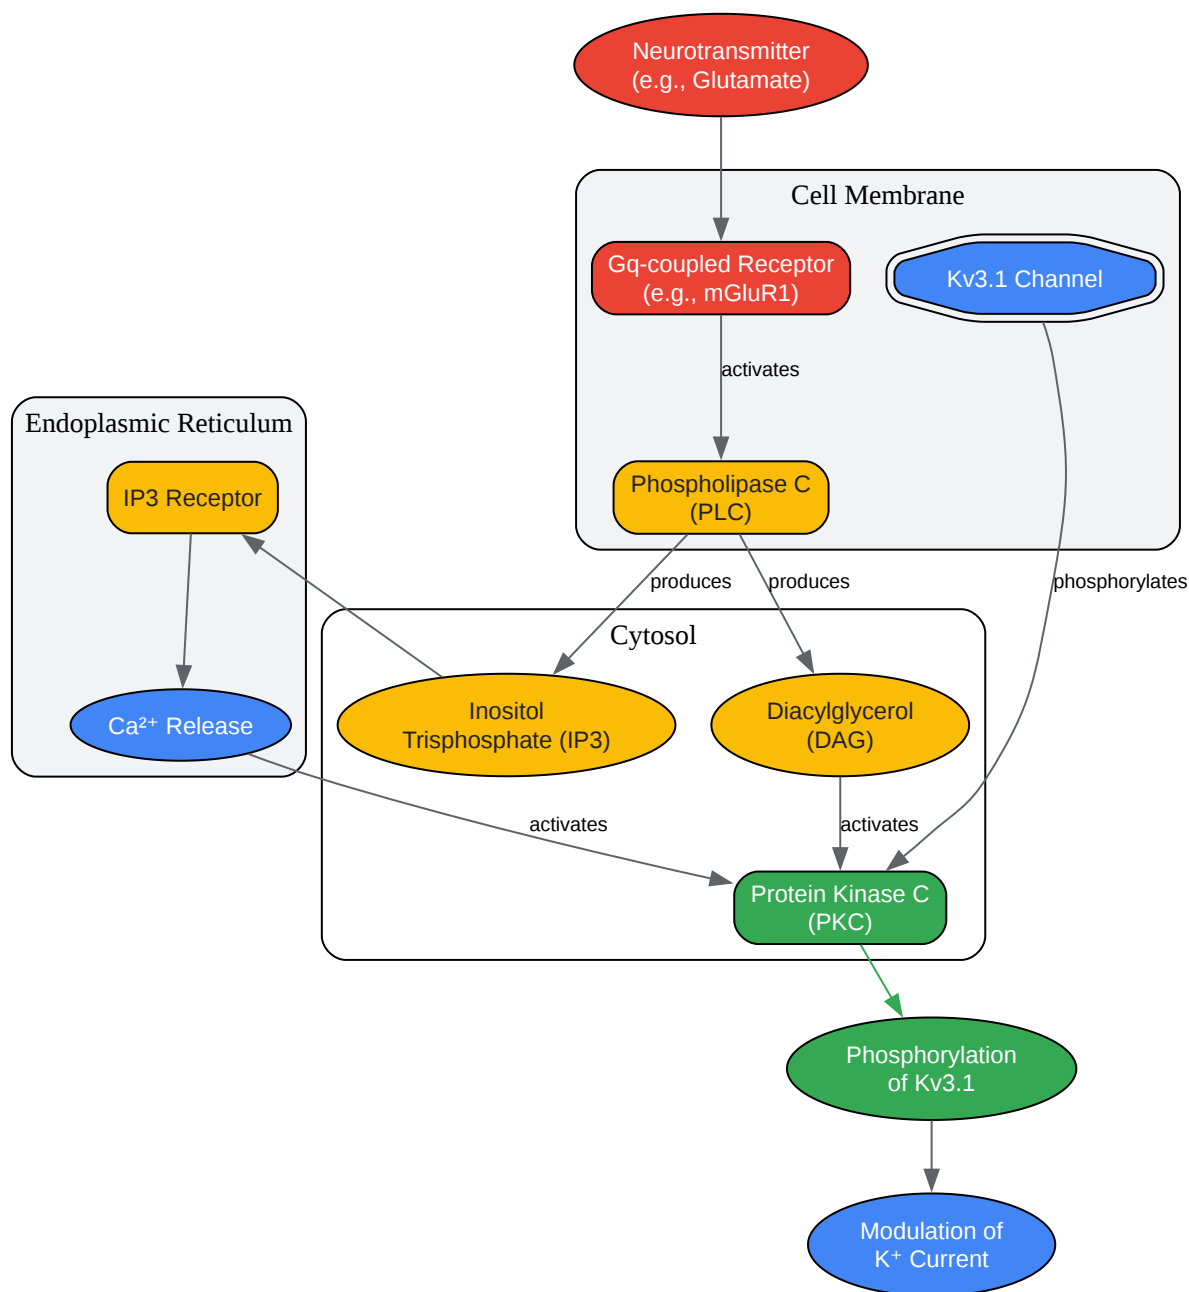 Neurotransmitter
(e.g., Glutamate)
Cell Membrane
Gq-coupled Receptor
(e.g., mGluR1)
Kv3.1 Channel
activates
Endoplasmic Reticulum
IP3 Receptor
Phospholipase C
(PLC)
produces
produces
phosphorylates
Cytosol
Ca²⁺ Release
Inositol
Trisphosphate (IP3)
Diacylglycerol
(DAG)
activates
activates
Protein Kinase C
(PKC)
Phosphorylation
of Kv3.1
Modulation of
K⁺ Current